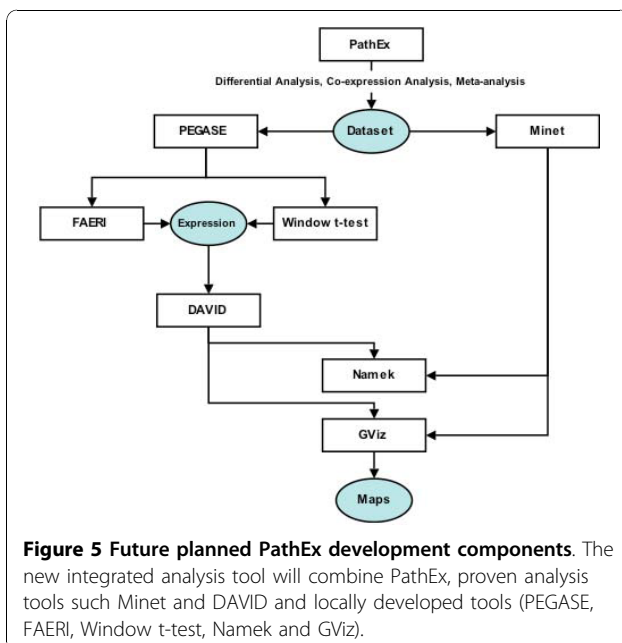 PathEx
Differential Analysis, Co-expression Analysis, Meta-analysis
PEGASE
Dataset
Minet
FAERI
Expression
Window t-test
DAVID
Namek
GViz
Maps
Figure 5 Future planned PathEx development components. The
new integrated analysis tool will combine PathEx, proven analysis
tools such Minet and DAVID and locally developed tools (PEGASE,
FAERI, Window t-test, Namek and GViz).